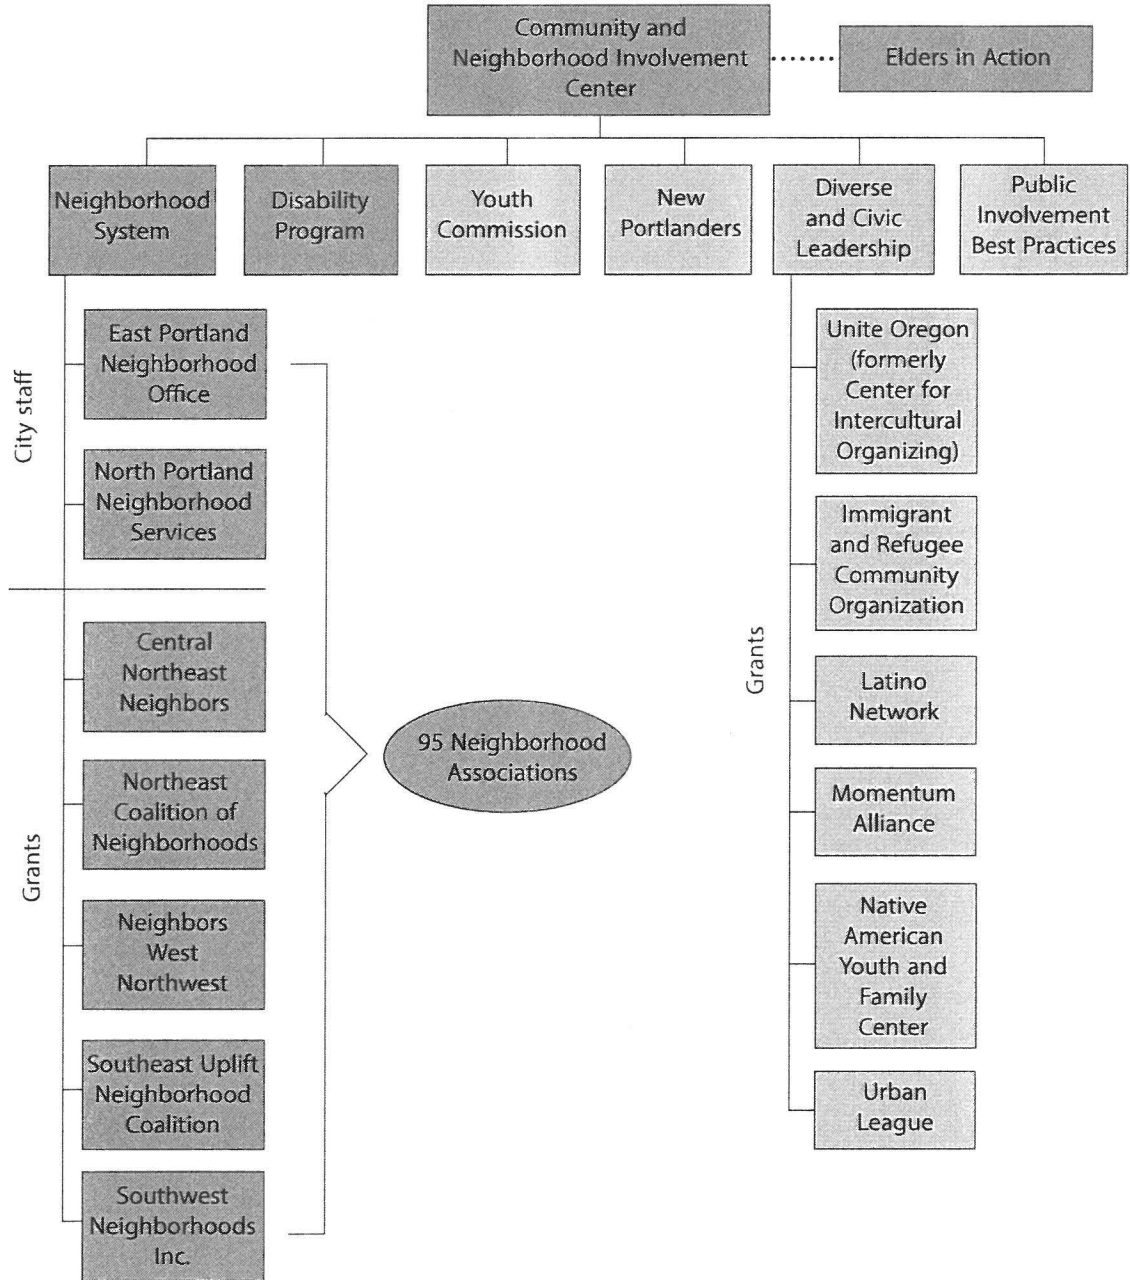 Community and
Neighborhood Involvement
Center
Elders in Action
Neighborhood
System
Disability
Program
Youth
Commission
New
Portlanders
Diverse
and Civic
Leadership
Public
Involvement
Best Practices
City staff
East Portland
Neighborhood
Office
North Portland
Neighborhood
Services
Grants
Central
Northeast
Neighbors
Northeast
Coalition of
Neighborhoods
Neighbors
West
Northwest
Southeast Uplift
Neighborhood
Coalition
Southwest
Neighborhoods
Inc.
95 Neighborhood
Associations
Grants
Unite Oregon
(formerly
Center for
Intercultural
Organizing)
Immigrant
and Refugee
Community
Organization
Latino
Network
Momentum
Alliance
Native
American
Youth and
Family
Center
Urban
League